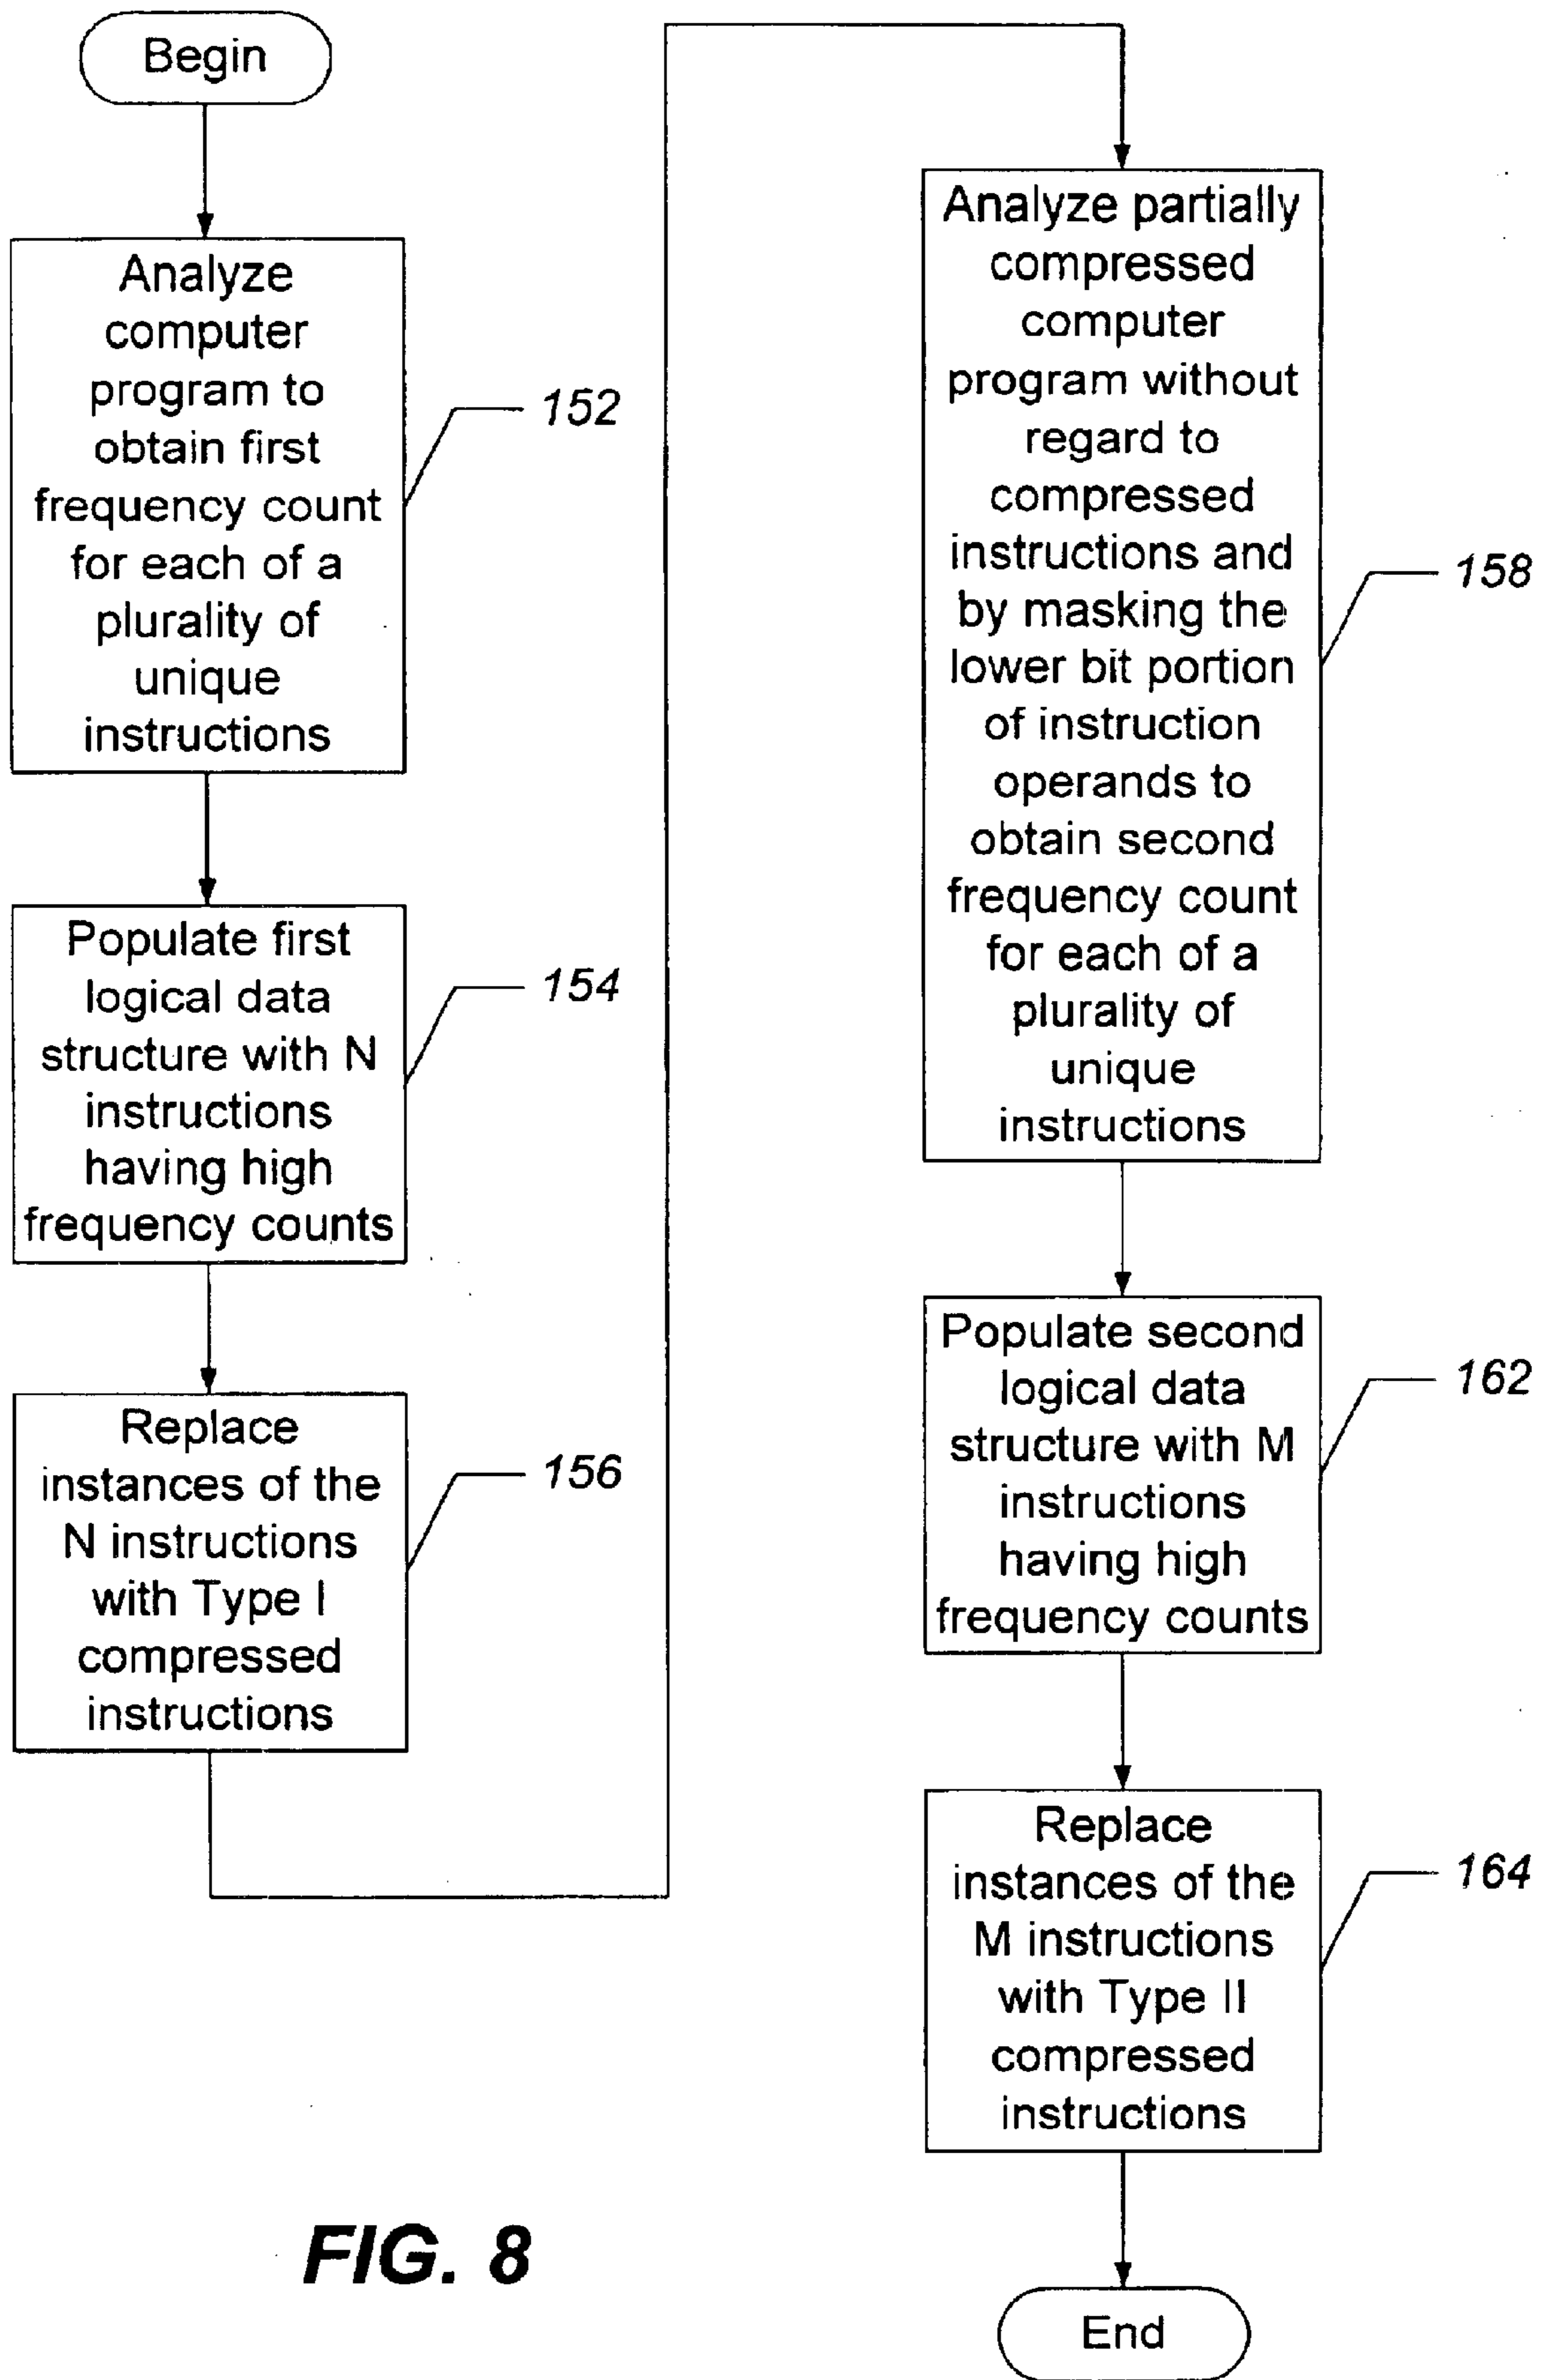 Begin
Analyze
computer
program to
obtain first
frequency count
for each of a
plurality of
unique
instructions
152
Populate first
logical data
structure with N
instructions
having high
frequency counts
154
Replace
instances of the
N instructions
with Type I
compressed
instructions
156
Analyze partially
compressed
computer
program without
regard to
compressed
instructions and
by masking the
lower bit portion
of instruction
operands to
obtain second
frequency count
for each of a
plurality of
unique
instructions
158
Populate second
logical data
structure with M
instructions
having high
frequency counts
162
Replace
instances of the
M instructions
with Type II
compressed
instructions
164
End
FIG. 8